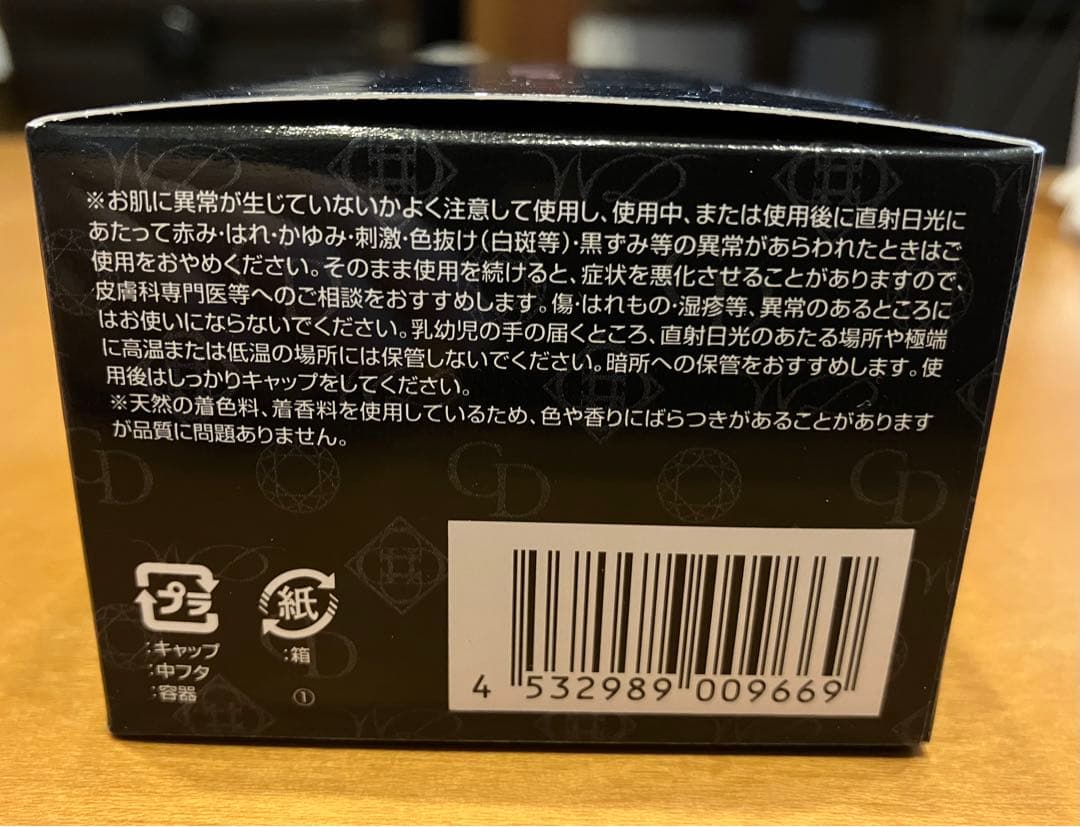 ※お肌に異常が生じていないかよく注意して使用し、使用中、または使用後に直射日光に
あたって赤み・はれ・かゆみ・刺激・色抜け(白斑等)・黒ずみ等の異常があらわれたときはご
使用をおやめください。そのまま使用を続けると、症状を悪化させることがありますので、
皮膚科専門医等へのご相談をおすすめします。傷・はれもの・湿疹等、異常のあるところに
はお使いにならないでください。乳幼児の手の届くところ、直射日光のあたる場所や極端
に高温または低温の場所には保管しないでください。暗所への保管をおすすめします。使
用後はしっかりキャップをしてください。
※天然の着色料、着香料を使用しているため、色や香りにばらつきがあることがあります
が品質に問題ありません。
CD
CD
CD
プラ
:キャップ
:中フタ
:容器
紙
:箱
①
4 532989 009669